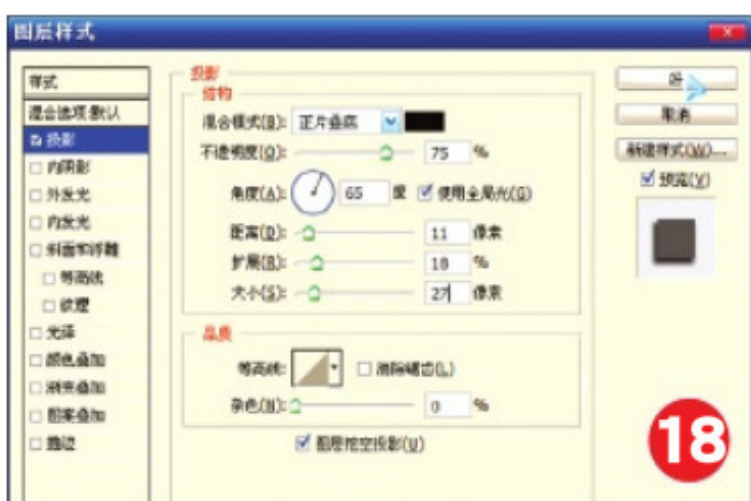 图层样式
样式
混合选项:默认
投影
内阴影
外发光
内发光
斜面和浮雕
等高线
纹理
光泽
颜色叠加
渐变叠加
图案叠加
描边
投影
结构
混合模式(B): 正片叠底
不透明度(O): 75 %
角度(A): 65 度 使用全局光(G)
距离(D): 11 像素
扩展(R): 18 %
大小(S): 27 像素
品质
等高线: 消除锯齿(L)
杂色(N): 0 %
图层挖空投影(U)
好
取消
新建样式(W)...
预览(V)
18